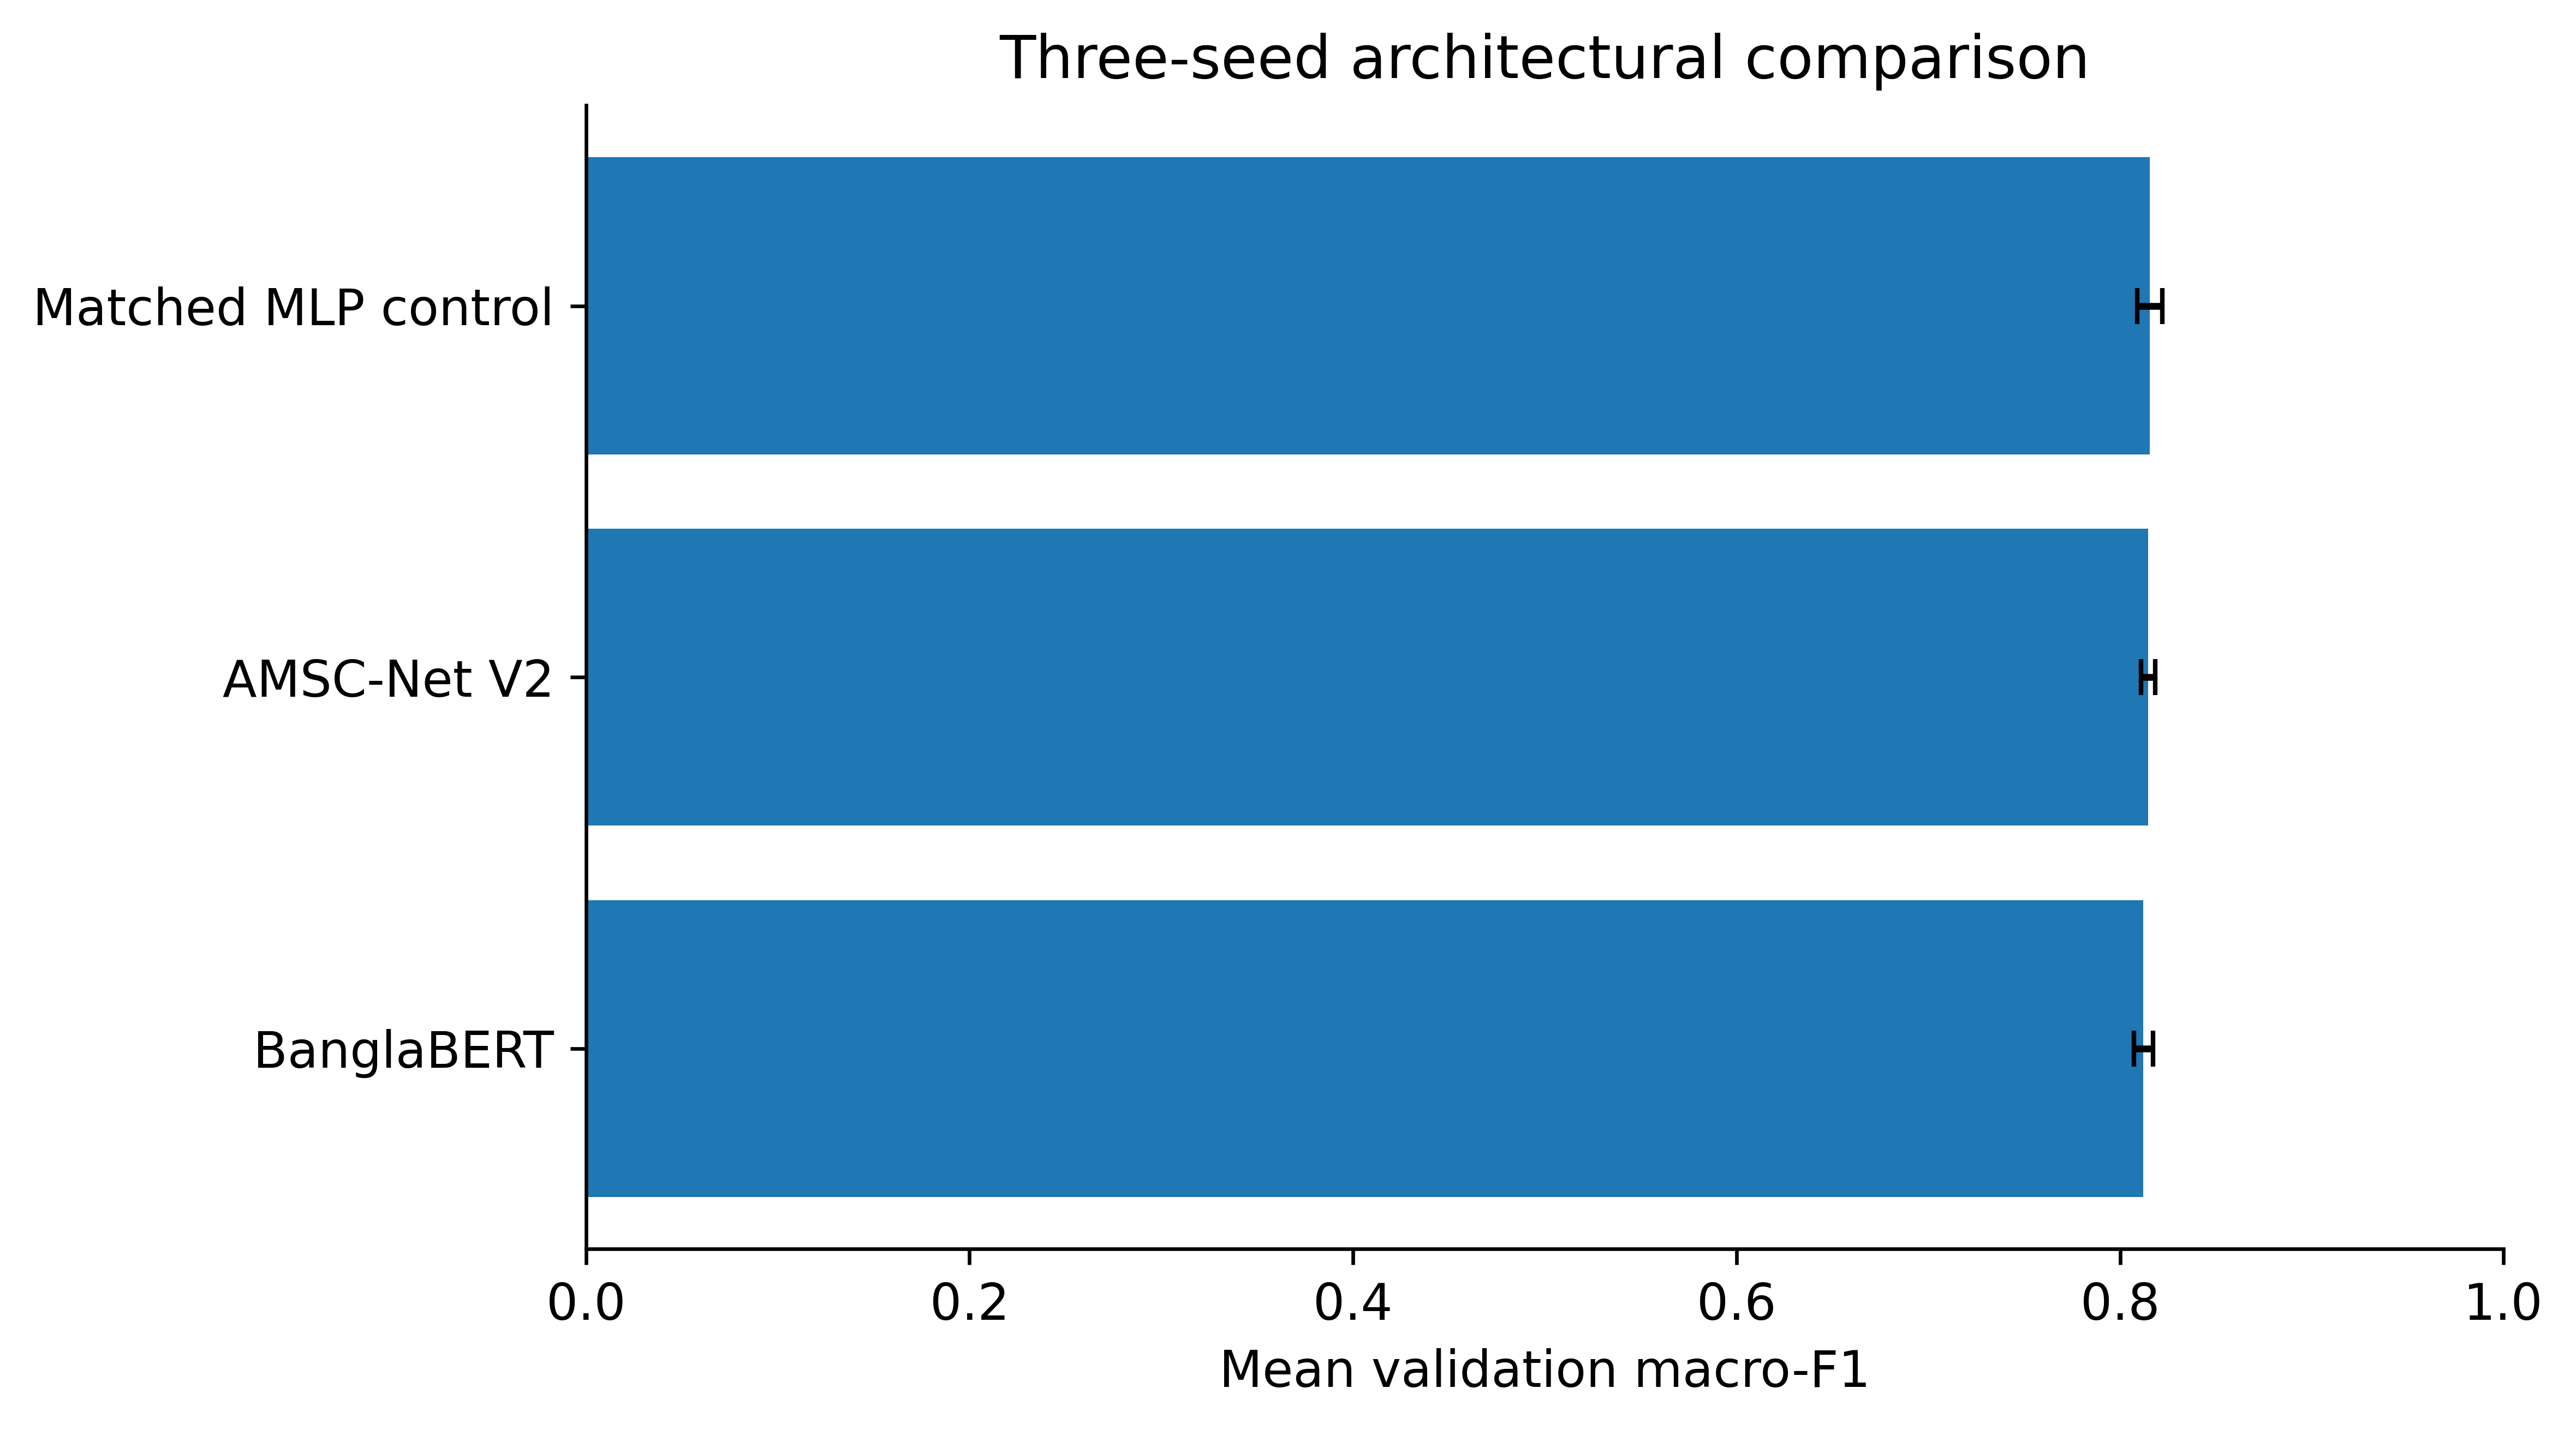 Three-seed architectural comparison
Matched MLP control
AMSC-Net V2
BanglaBERT
0.0 0.2 0.4 0.6 0.8 1.0
Mean validation macro-F1